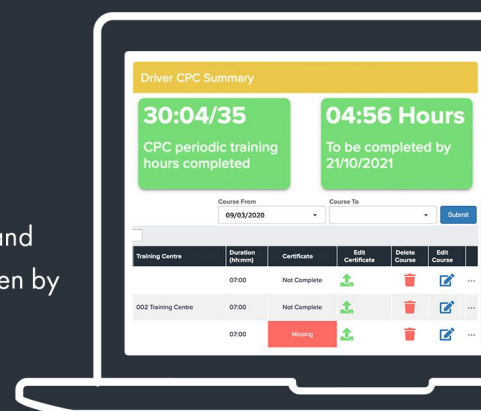 Driver CPC Summary
30:04/35
CPC periodic training
hours completed
04:56 Hours
To be completed by
21/10/2021
Course From
Course To
09/03/2020
Submit
and
en by
Training Centre Duration (hh:mm) Certificate Edit Certificate Delete Course Edit Course
07:00 Not Complete ...
002 Training Centre 07:00 Not Complete ...
07:00 Missing ...